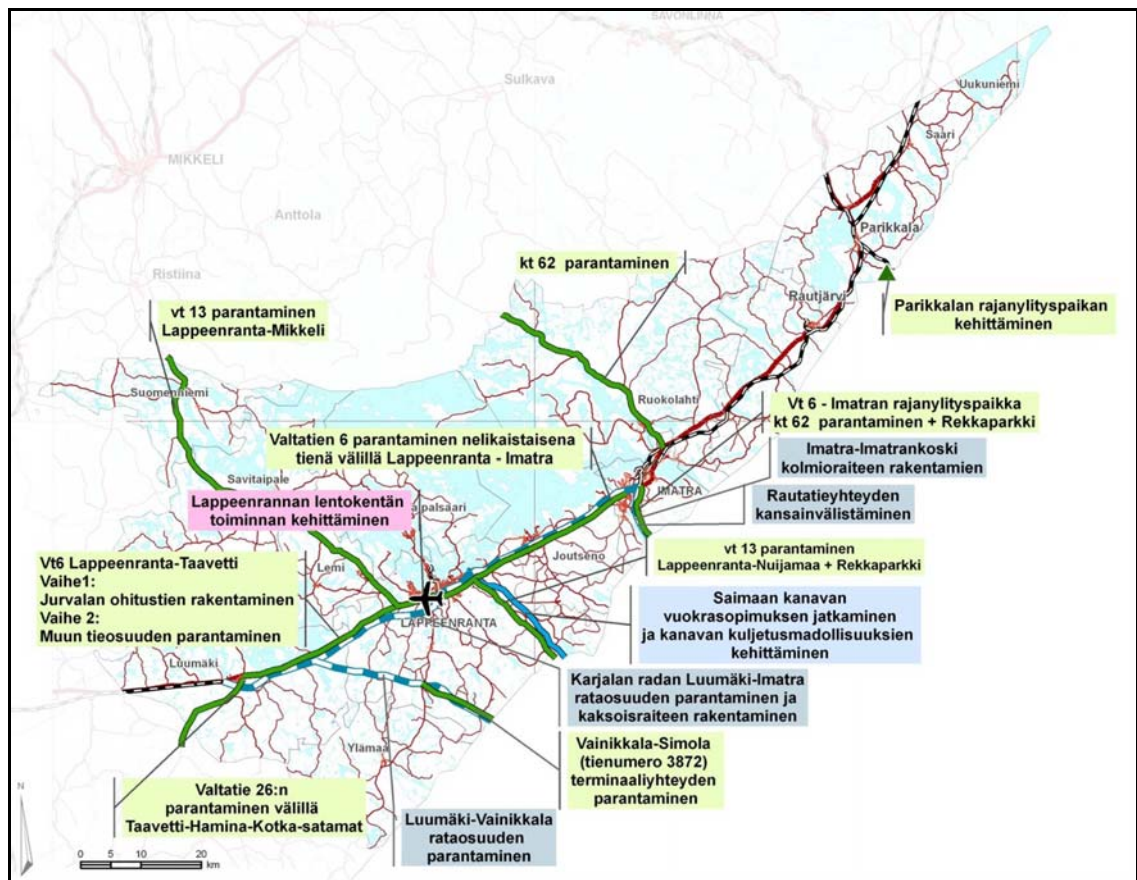 SAVONLINNA
Sulkava
Uukuniemi
Saari
MIKKELI
Anttola
Parikkala
Ristiina
kt 62 parantaminen
Rautjärvi
Parikkalan rajanylityspaikan
kehittäminen
vt 13 parantaminen
Lappeenranta-Mikkeli
Suomenniemi
Ruokolahti
Vt 6 - Imatran rajanylityspaikka
kt 62 parantaminen + Rekkaparkki
Valtatien 6 parantaminen nelikaistaisena
tienä välillä Lappeenranta - Imatra
Imatra-Imatrankoski
kolmioraiteen rakentamien
Savitaipale
IMATRA
Lappeenrannan lentokentän
toiminnan kehittäminen
palsaari
Rautatieyhteyden
kansainvälistäminen
Joutseno
vt 13 parantaminen
Lappeenranta-Nuijamaa + Rekkaparkki
Vt6 Lappeenranta-Taavetti
Vaihe1:
Jurvalan ohitustien rakentaminen
Vaihe 2:
Muun tieosuuden parantaminen
Lemi
Saimaan kanavan
vuokrasopimuksen jatkaminen
ja kanavan kuljetusmadollisuuksien
kehittäminen
LAPPEENRANTA
Luumäki
Karjalan radan Luumäki-Imatra
rataosuuden parantaminen ja
kaksoisraiteen rakentaminen
Ylämaa
Vainikkala-Simola
(tienumero 3872)
terminaaliyhteyden
parantaminen
Valtatie 26:n
parantaminen välillä
Taavetti-Hamina-Kotka-satamat
Luumäki-Vainikkala
rataosuuden
parantaminen
N
0 5 10 20
km